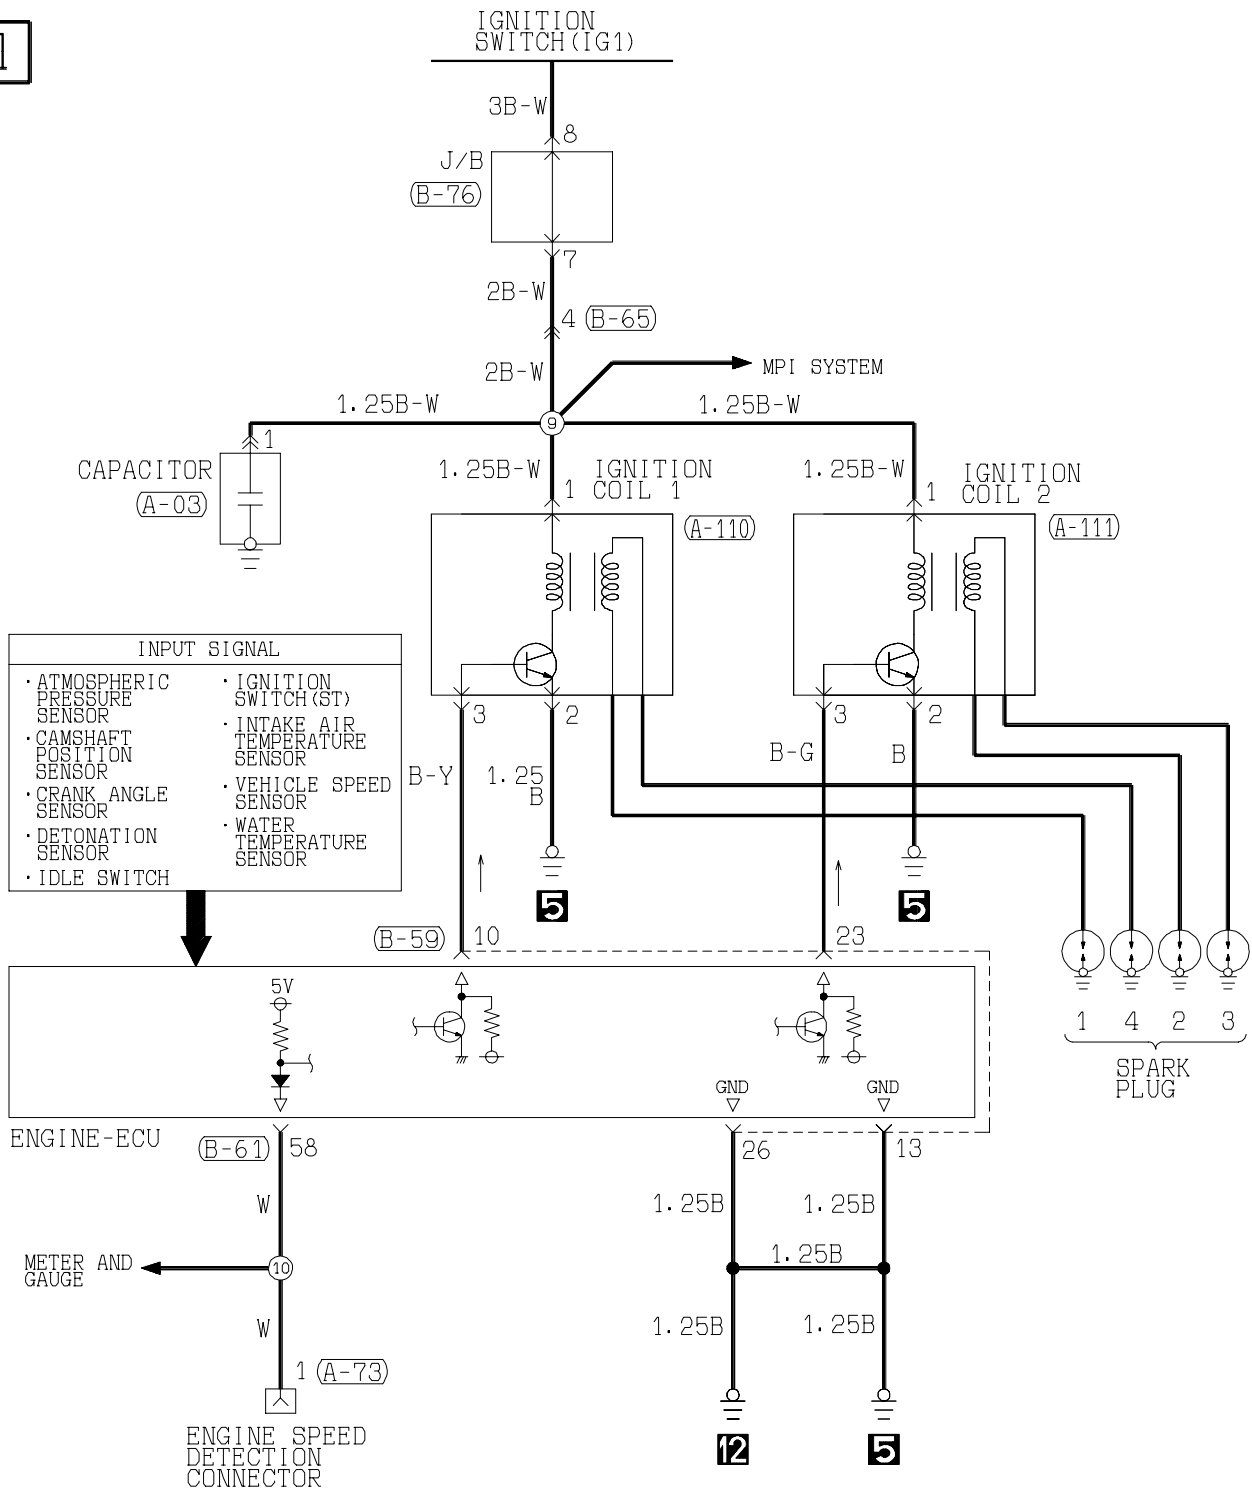 1
IGNITION
SWITCH(IG1)
3B-W
8
J/B
B-76
7
2B-W
4
B-65
2B-W
MPI SYSTEM
1.25B-W
9
1.25B-W
1
CAPACITOR
A-03
1.25B-W
1
IGNITION
COIL 1
A-110
1.25B-W
1
IGNITION
COIL 2
A-111
INPUT SIGNAL
·ATMOSPHERIC
PRESSURE
SENSOR
·CAMSHAFT
POSITION
SENSOR
·CRANK ANGLE
SENSOR
·DETONATION
SENSOR
·IDLE SWITCH
·IGNITION
SWITCH(ST)
·INTAKE AIR
TEMPERATURE
SENSOR
·VEHICLE SPEED
SENSOR
·WATER
TEMPERATURE
SENSOR
3
2
3
2
B-Y
1.25
B
B-G
B
5
5
B-59
10
23
5V
GND
GND
1
4
2
3
SPARK
PLUG
ENGINE-ECU
B-61
58
26
13
W
1.25B
1.25B
METER AND
GAUGE
10
1.25B
W
1.25B
1.25B
1
A-73
ENGINE SPEED
DETECTION
CONNECTOR
12
5